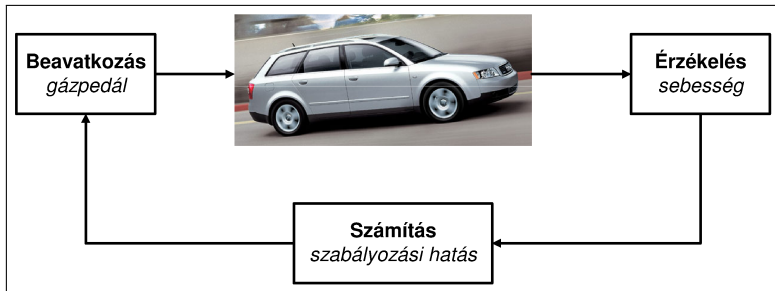 Beavatkozás
gázpedál
Érzékelés
sebesség
Számítás
szabályozási hatás